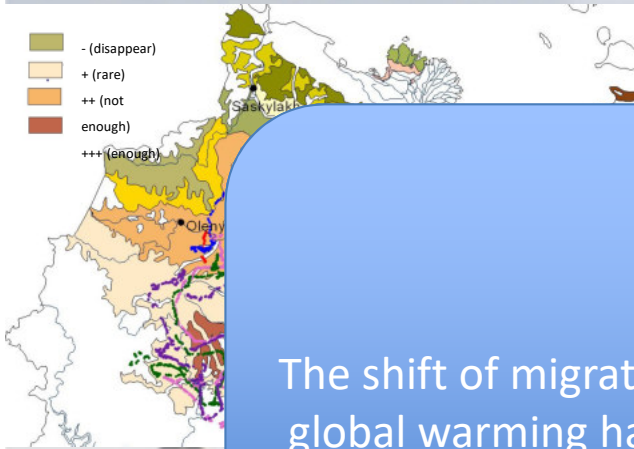 - (disappear)
+ (rare)
++ (not
enough)
+++ (enough)
Saskylakh
Oleny
The shift of migrat
global warming ha